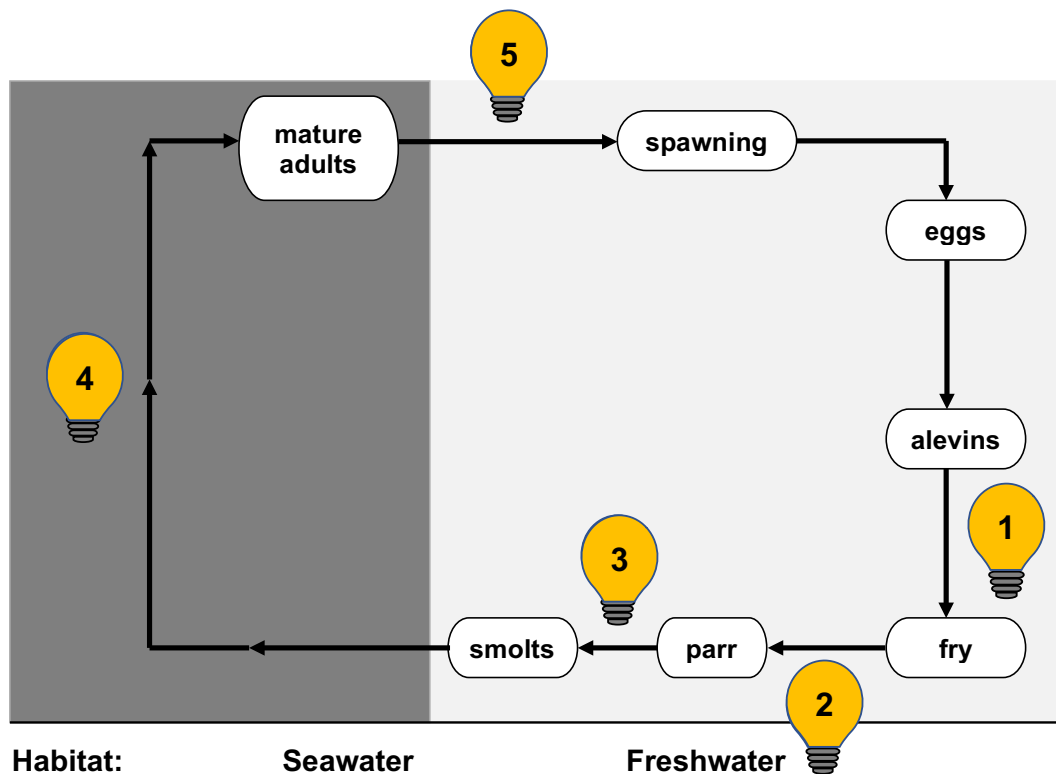 5
mature
adults
spawning
eggs
4
alevins
1
3
smolts
parr
fry
2
Habitat: Seawater Freshwater